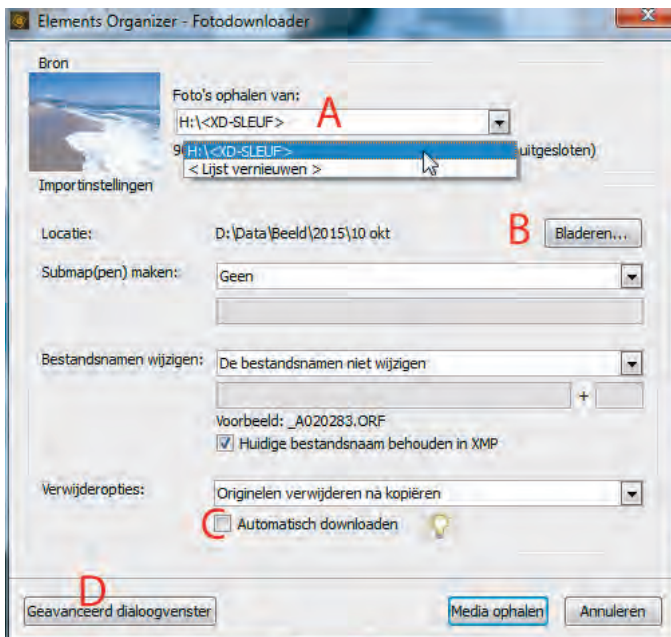 Elements Organizer - Fotodownloader
Bron
Foto's ophalen van:
A
H:\<XD-SLEUF>
H:\<XD-SLEUF>
uitgesloten)
< Lijst vernieuwen >
Importinstellingen
Locatie: D:\Data\Beeld\2015\10 okt B Bladeren...
Submap(pen) maken: Geen
Bestandsnamen wijzigen: De bestandsnamen niet wijzigen
+
Voorbeeld: _A020283.ORF
Huidige bestandsnaam behouden in XMP
Verwijderopties: Originelen verwijderen na kopiëren
C Automatisch downloaden
D
Geavanceerd dialoogvenster Media ophalen Annuleren